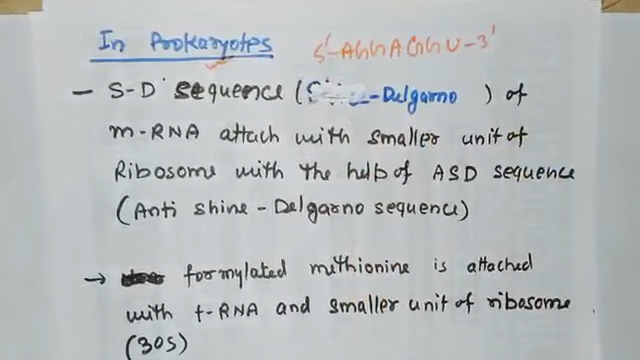 In Prokaryotes 5'-AGGAGGU-3'
- S-D sequence (Shine-Delgarno) of
m-RNA attach with smaller unit of
Ribosome with the help of ASD sequence
(Anti shine-Delgarno sequence)
→ formylated methionine is attached
with t-RNA and smaller unit of ribosome
(30S)